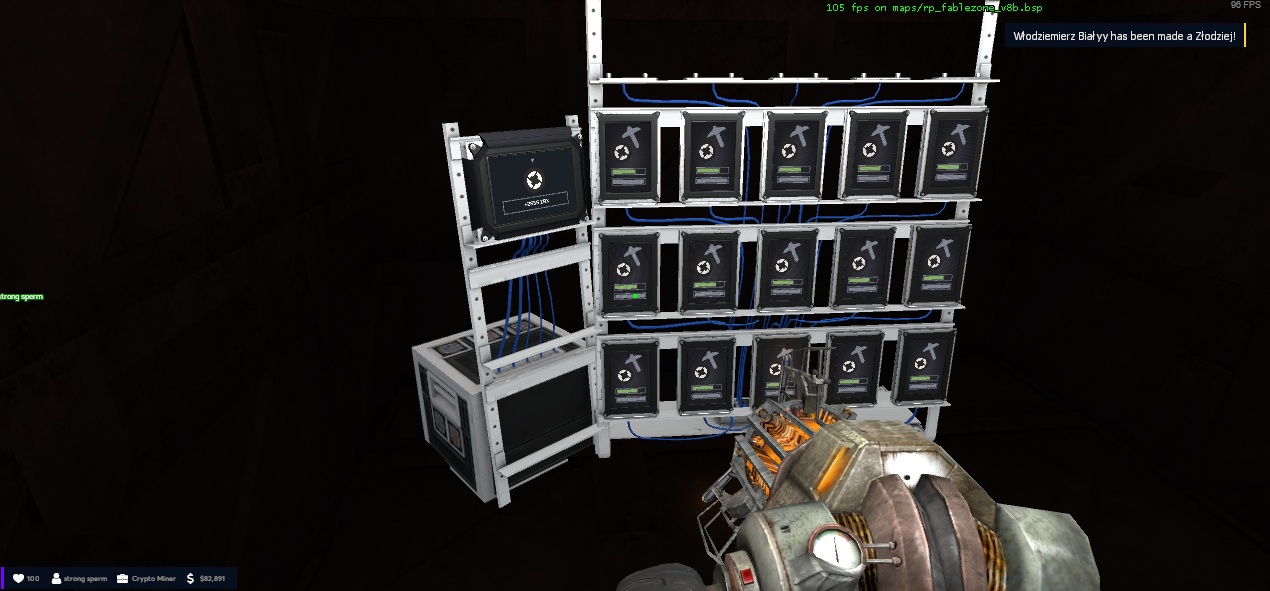 105 fps on maps/rp_fablezone_v8b.bsp
96 FPS
Włodziemierz Białyy has been made a Złodziej!
strong sperm
100 strong sperm Crypto Miner $82,891